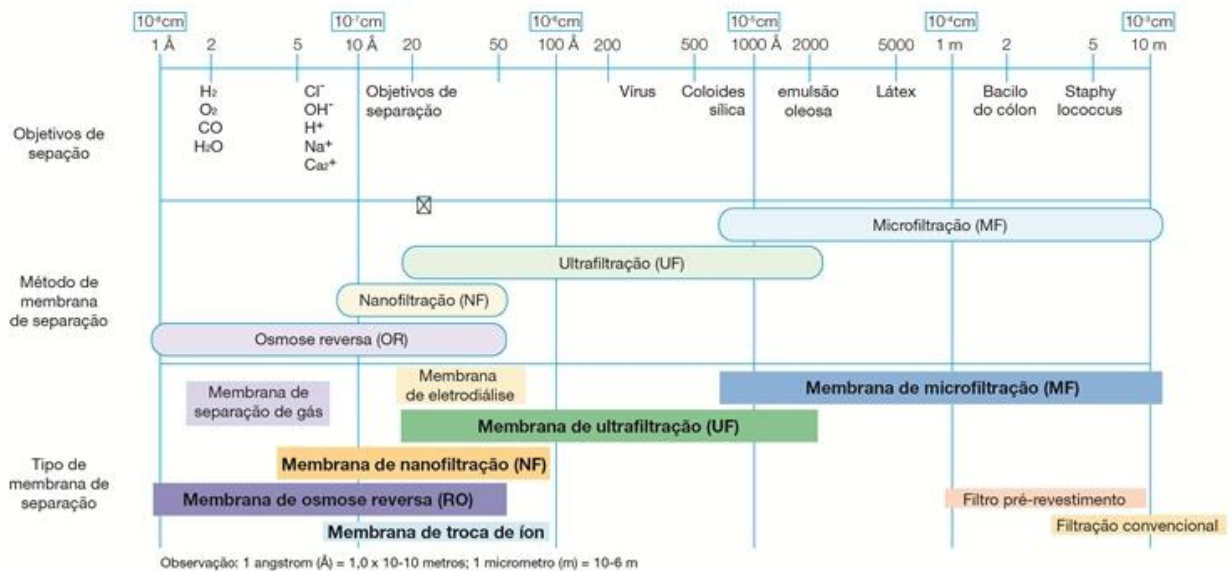 10⁻⁸cm 10⁻⁷cm 10⁻⁶cm 10⁻⁵cm 10⁻⁴cm 10⁻³cm
1 Å 2 5 10 Å 20 50 100 Å 200 500 1000 Å 2000 5000 1 m 2 5 10 m
Objetivos de
sepação
H₂
O₂
CO
H₂O
Cl⁻
OH⁻
H⁺
Na⁺
Ca₂⁺
Objetivos de
separação
Vírus
Coloides
sílica
emulsão
oleosa
Látex
Bacilo
do cólon
Staphy
lococcus
Método de
membrana
de separação
Microfiltração (MF)
Ultrafiltração (UF)
Nanofiltração (NF)
Osmose reversa (OR)
Tipo de
membrana de
separação
Membrana de
separação de gás
Membrana
de eletrodiálise
Membrana de microfiltração (MF)
Membrana de ultrafiltração (UF)
Membrana de nanofiltração (NF)
Membrana de osmose reversa (RO)
Filtro pré-revestimento
Membrana de troca de íon
Filtração convencional
Observação: 1 angstrom (Å) = 1,0 x 10-10 metros; 1 micrometro (m) = 10-6 m